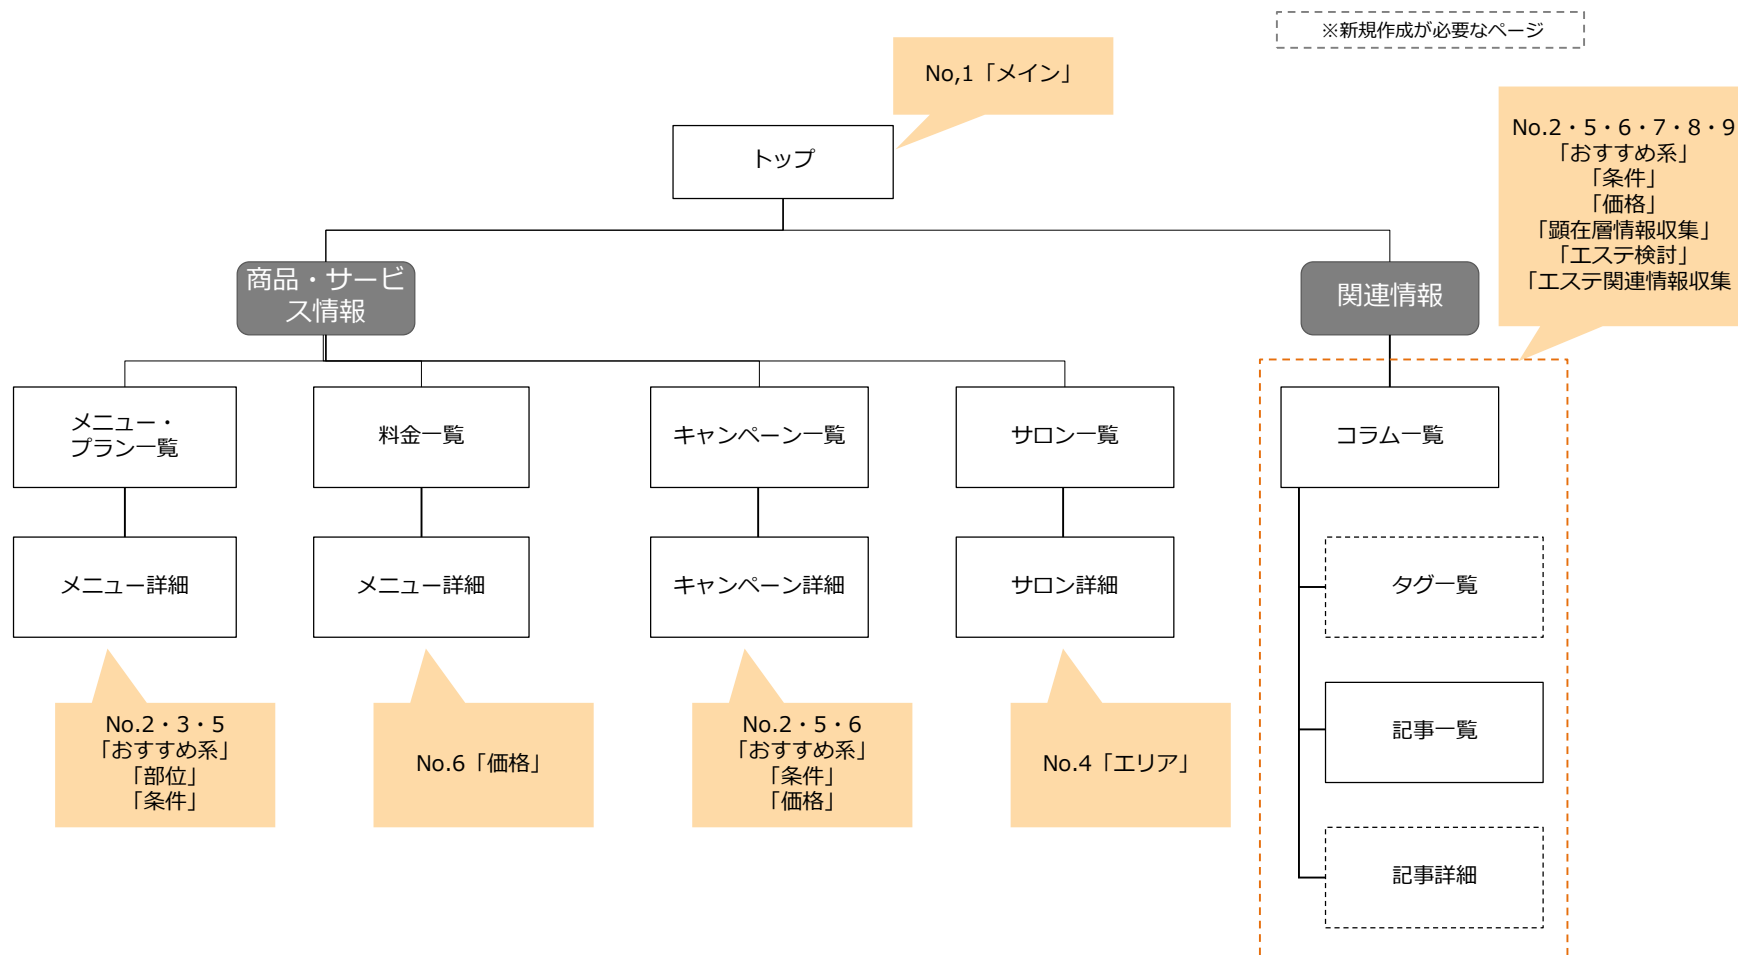 ※新規作成が必要なページ
No,1「メイン」
トップ
No.2・5・6・7・8・9
「おすすめ系」
「条件」
「価格」
「顕在層情報収集」
「エステ検討」
「エステ関連情報収集
商品・サービ
ス情報
関連情報
メニュー・
プラン一覧
料金一覧
キャンペーン一覧
サロン一覧
コラム一覧
メニュー詳細
メニュー詳細
キャンペーン詳細
サロン詳細
タグ一覧
記事一覧
記事詳細
No.2・3・5
「おすすめ系」
「部位」
「条件」
No.6「価格」
No.2・5・6
「おすすめ系」
「条件」
「価格」
No.4「エリア」